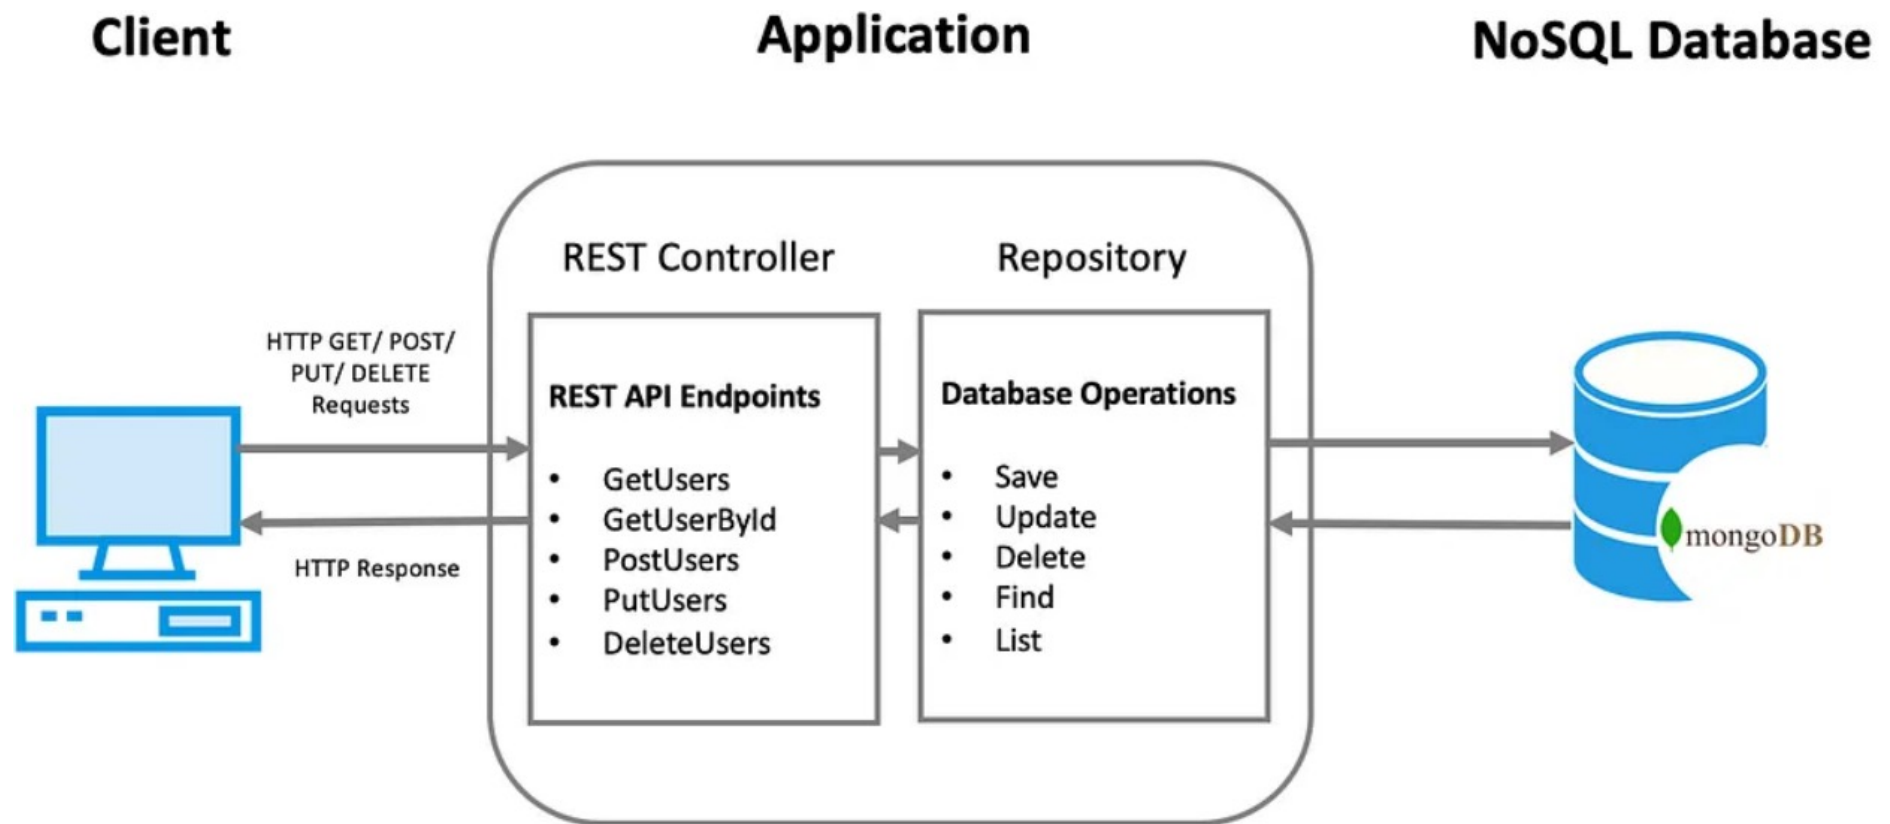 Client
Application
NoSQL Database
REST Controller
Repository
HTTP GET/ POST/
PUT/ DELETE
Requests
HTTP Response
REST API Endpoints
• GetUsers
• GetUserById
• PostUsers
• PutUsers
• DeleteUsers
Database Operations
• Save
• Update
• Delete
• Find
• List
mongoDB